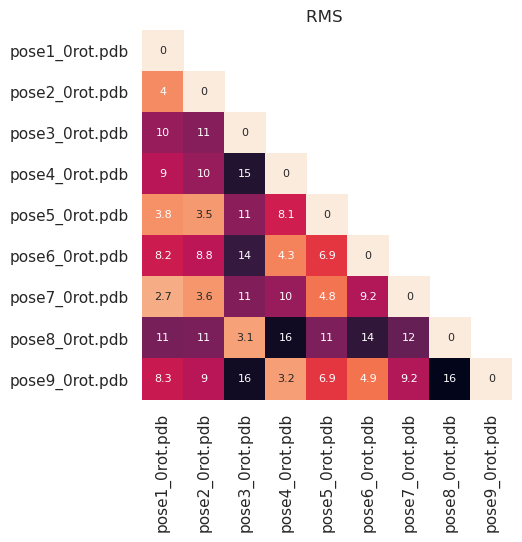 RMS
pose1_0rot.pdb 0
pose2_0rot.pdb 4 0
pose3_0rot.pdb 10 11 0
pose4_0rot.pdb 9 10 15 0
pose5_0rot.pdb 3.8 3.5 11 8.1 0
pose6_0rot.pdb 8.2 8.8 14 4.3 6.9 0
pose7_0rot.pdb 2.7 3.6 11 10 4.8 9.2 0
pose8_0rot.pdb 11 11 3.1 16 11 14 12 0
pose9_0rot.pdb 8.3 9 16 3.2 6.9 4.9 9.2 16 0
pose1_0rot.pdb
pose2_0rot.pdb
pose3_0rot.pdb
pose4_0rot.pdb
pose5_0rot.pdb
pose6_0rot.pdb
pose7_0rot.pdb
pose8_0rot.pdb
pose9_0rot.pdb